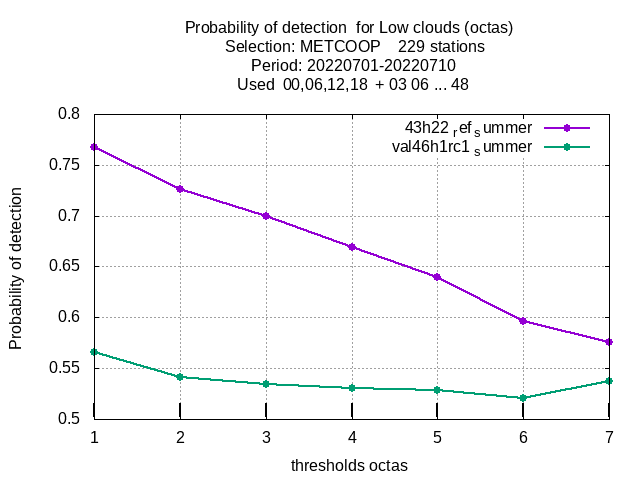 Probability of detection  for Low clouds (octas)
Selection: METCOOP    229 stations
Period: 20220701-20220710
Used  00,06,12,18  + 03 06 ... 48
43h22 refsummer
val46h1rc1 summer
0.8
0.75
0.7
0.65
0.6
0.55
0.5
Probability of detection
1 2 3 4 5 6 7
thresholds octas